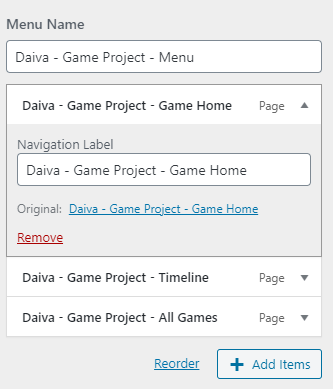 Menu Name
Daiva - Game Project - Menu
Daiva - Game Project - Game Home Page
Navigation Label
Daiva - Game Project - Game Home
Original: Daiva - Game Project - Game Home
Remove
Daiva - Game Project - Timeline Page
Daiva - Game Project - All Games Page
Reorder + Add Items